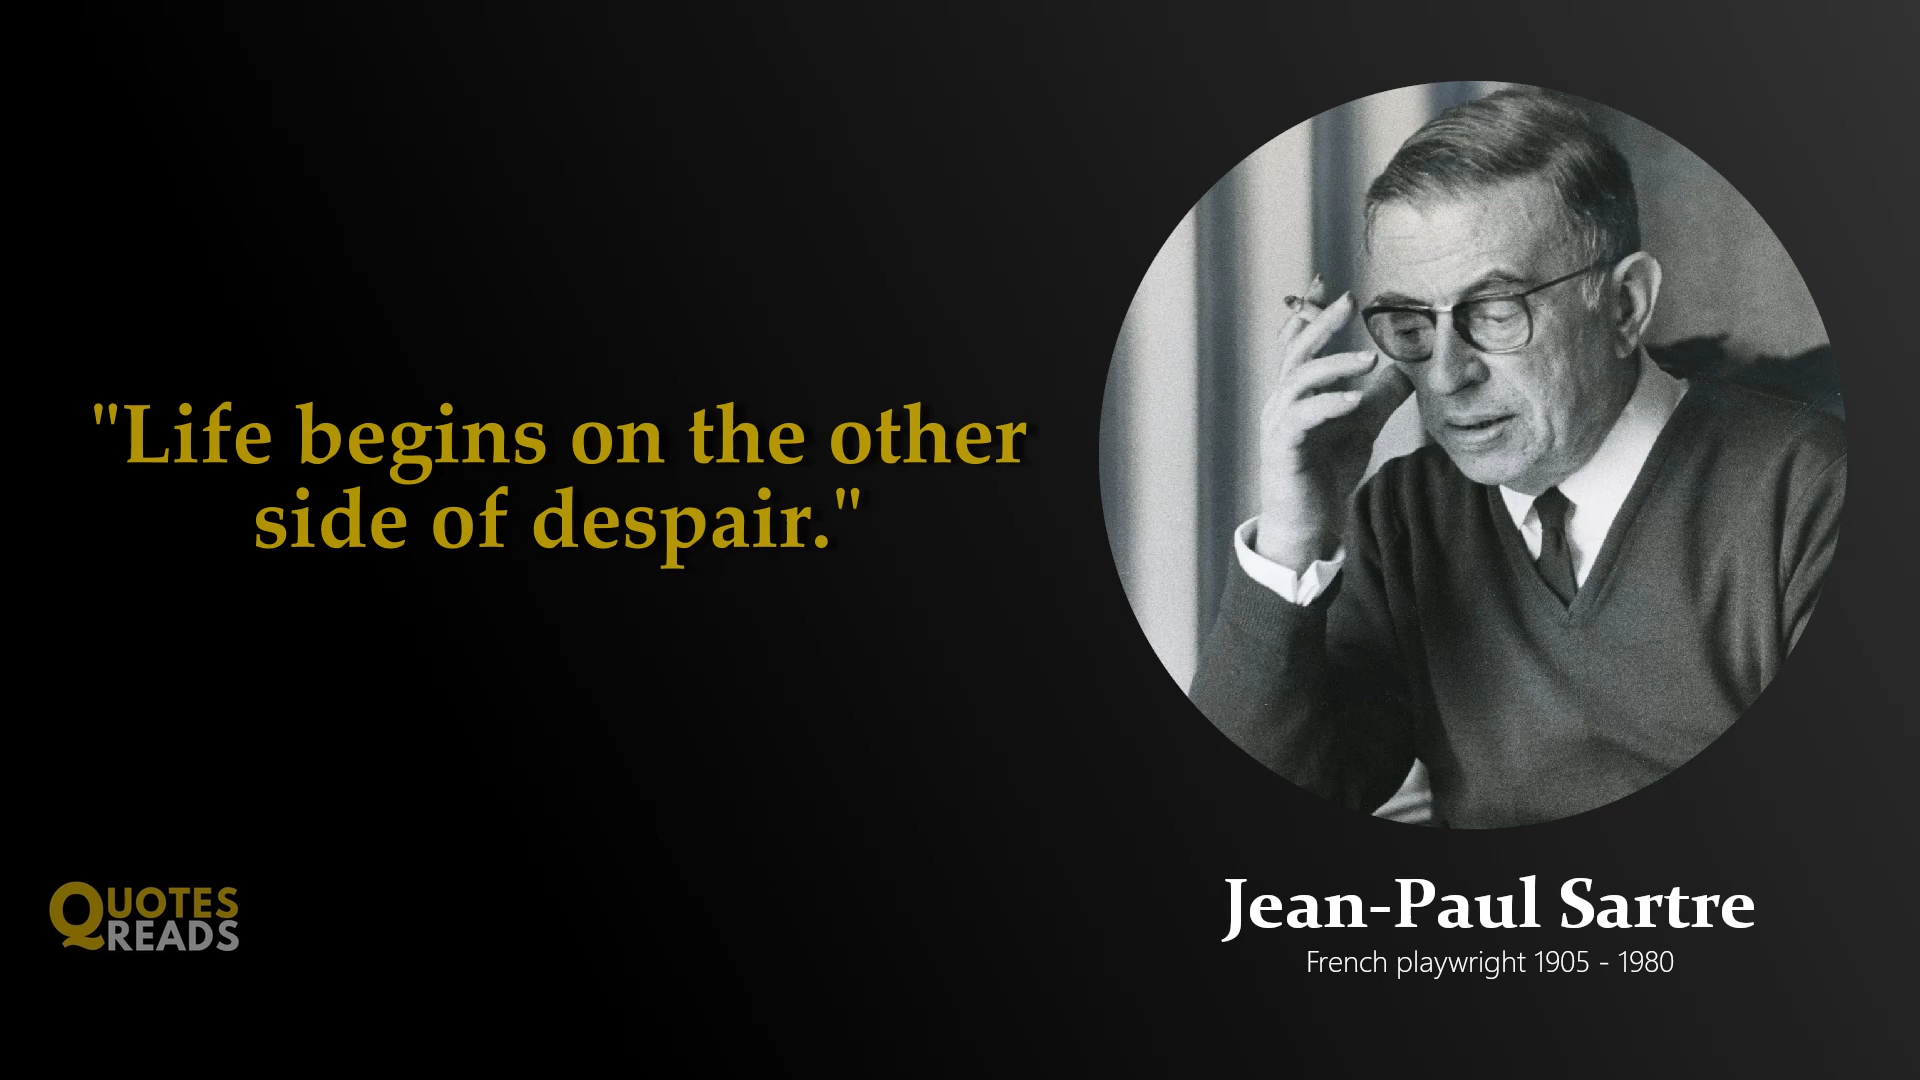 "Life begins on the other
side of despair."
QUOTES
READS
Jean-Paul Sartre
French playwright 1905 - 1980